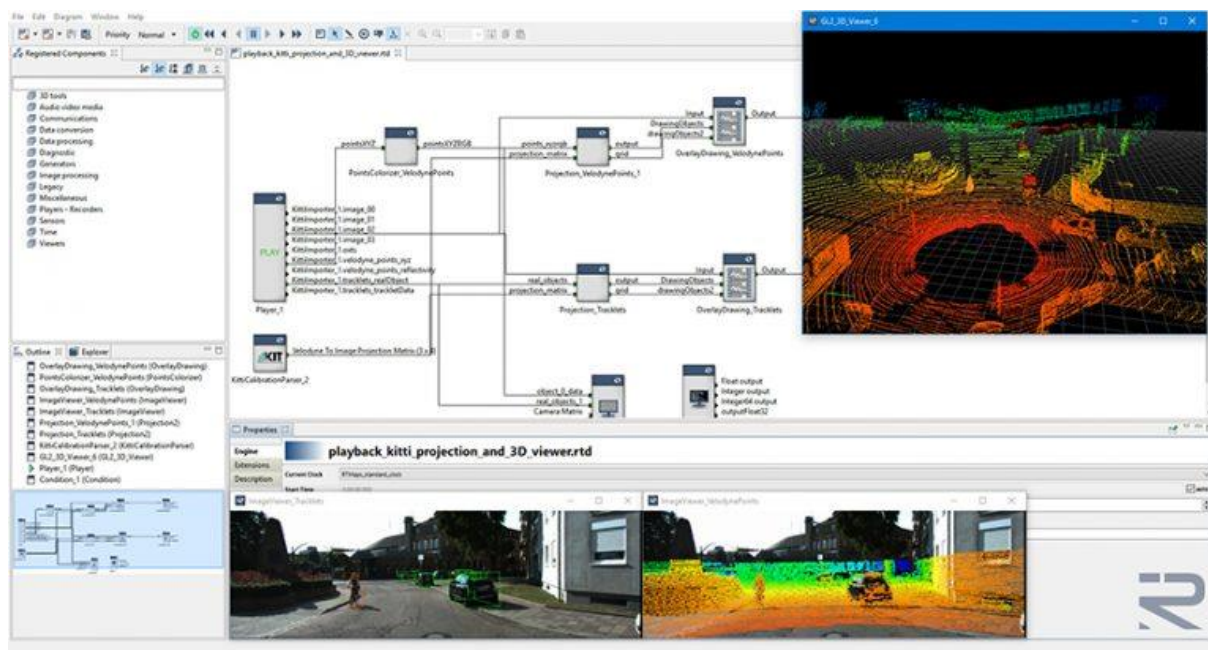 File Edit Diagram Window Help
Priority Normal
Registered Components
3D tools
Audio video media
Communications
Data conversion
Data processing
Diagnostic
Generators
Image processing
Legacy
Miscellaneous
Players - Recorders
Sensors
Time
Viewers
playback_kitti_projection_and_3D_viewer.rtd
pointsXYZ
pointsXYZRGB
PointsColorizer_VelodynePoints
projection_matrix
output
grid
Projection_VelodynePoints_1
Input
DrawingObjects
drawingObjects2
Output
OverlayDrawing_VelodynePoints
PLAY
KittiImporter_1.image_00
KittiImporter_1.image_01
KittiImporter_1.image_02
KittiImporter_1.image_03
KittiImporter_1.oxts
KittiImporter_1.velodyne_points_xyz
KittiImporter_1.velodyne_points_reflectivity
KittiImporter_1.tracklets_realObject
KittiImporter_1.tracklets_trackletData
Player_1
real_objects
projection_matrix
output
grid
Projection_Tracklets
Input
DrawingObjects
drawingObjects2
Output
OverlayDrawing_Tracklets
KIT
Velodyne To Image Projection Matrix (3 x 4)
KittiCalibrationParser_2
object_0_data
real_objects_1
Camera Matrix
Float output
Integer output
Integer64 output
outputFloat32
GL2_3D_Viewer_6
Outline Explorer
OverlayDrawing_VelodynePoints (OverlayDrawing)
PointsColorizer_VelodynePoints (PointsColorizer)
OverlayDrawing_Tracklets (OverlayDrawing)
ImageViewer_VelodynePoints (ImageViewer)
ImageViewer_Tracklets (ImageViewer)
Projection_VelodynePoints_1 (Projection2)
Projection_Tracklets (Projection2)
KittiCalibrationParser_2 (KittiCalibrationParser)
GL2_3D_Viewer_6 (GL2_3D_Viewer)
Player_1 (Player)
Condition_1 (Condition)
Properties
Engine
Extensions
Description
playback_kitti_projection_and_3D_viewer.rtd
Current Clock
Start Time
ImageViewer_Tracklets
ImageViewer_VelodynePoints